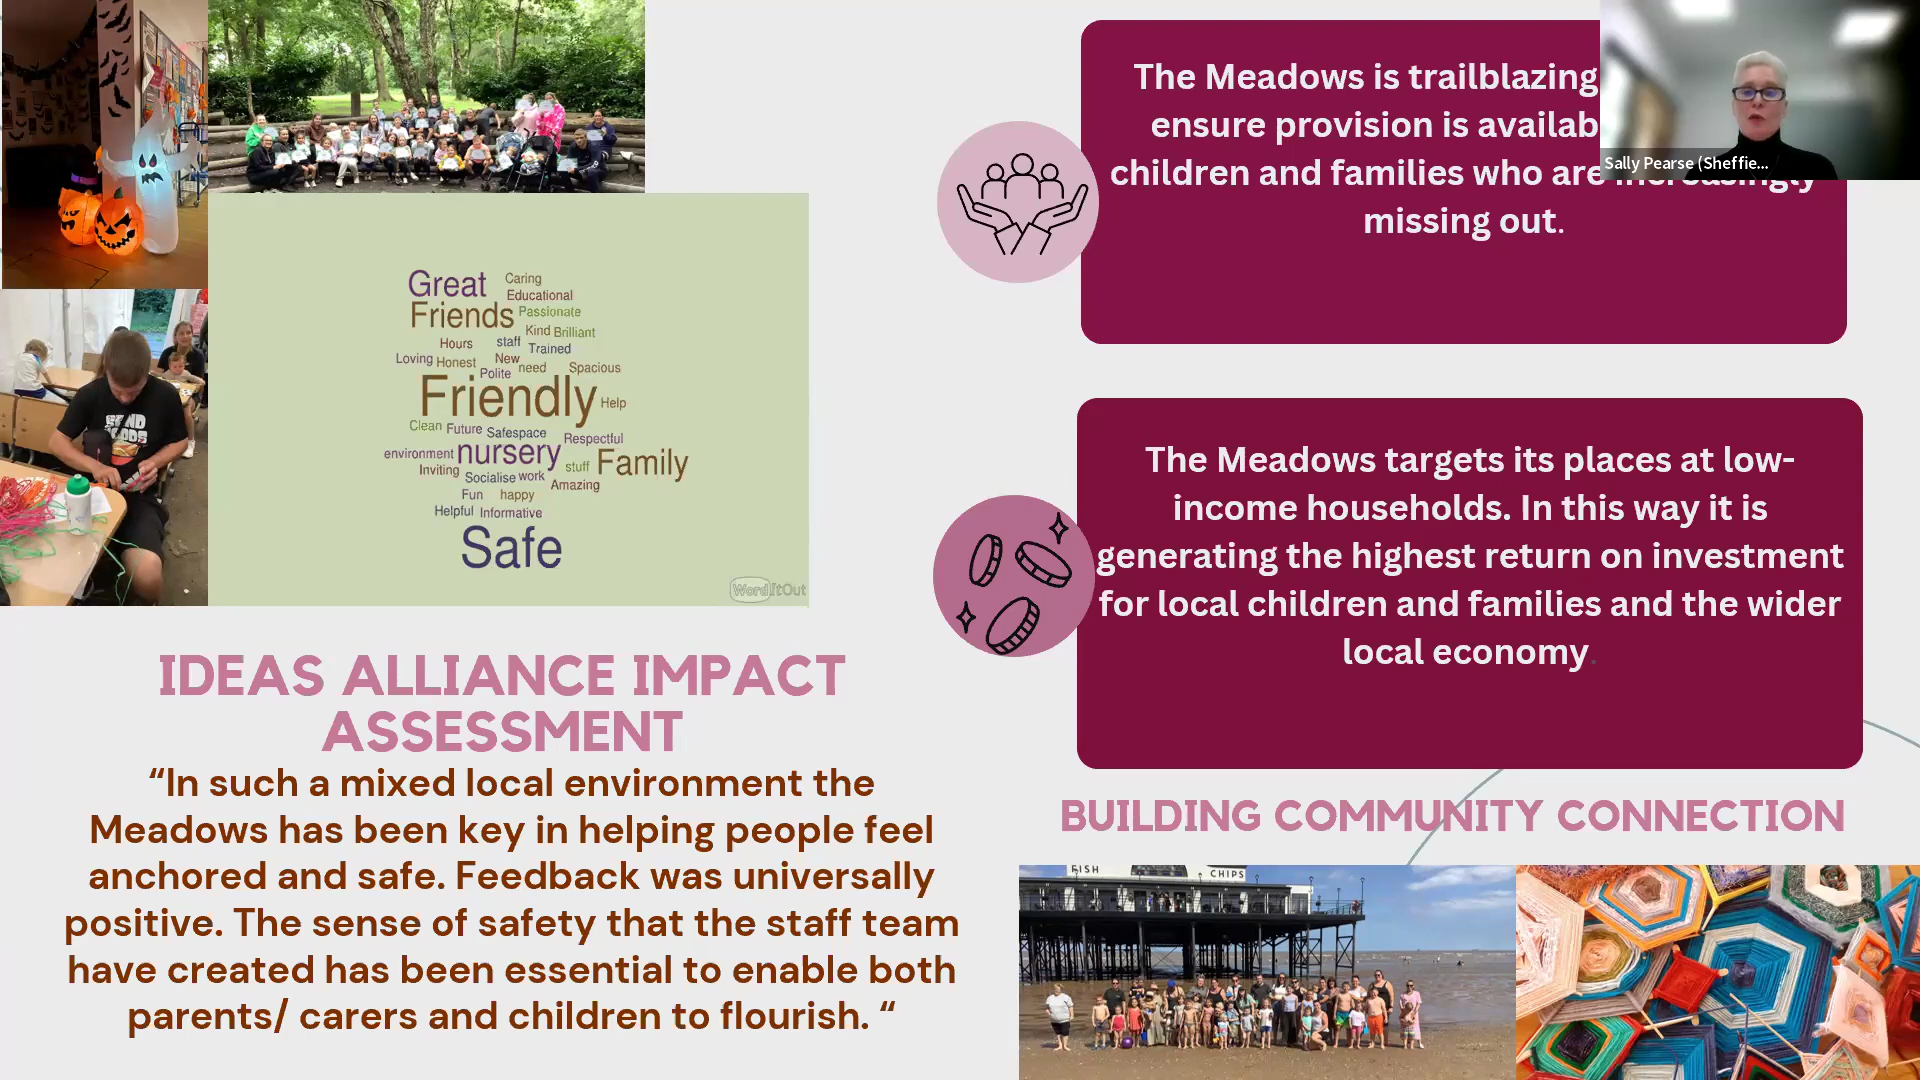 Great Caring
Educational
Friends Passionate
Kind Brilliant
Hours staff Trained
Loving Honest New
Polite need Spacious
Friendly Help
Clean Future Safespace Respectful
environment nursery stuff Family
Inviting Socialise work Amazing
Fun happy
Helpful Informative
Safe
WordItOut
IDEAS ALLIANCE IMPACT
ASSESSMENT
“In such a mixed local environment the
Meadows has been key in helping people feel
anchored and safe. Feedback was universally
positive. The sense of safety that the staff team
have created has been essential to enable both
parents/ carers and children to flourish. “
The Meadows is trailblazing
ensure provision is availab
children and families who are increasingly
missing out.
Sally Pearse (Sheffie...
The Meadows targets its places at low-
income households. In this way it is
generating the highest return on investment
for local children and families and the wider
local economy.
BUILDING COMMUNITY CONNECTION
FISH
CHIPS